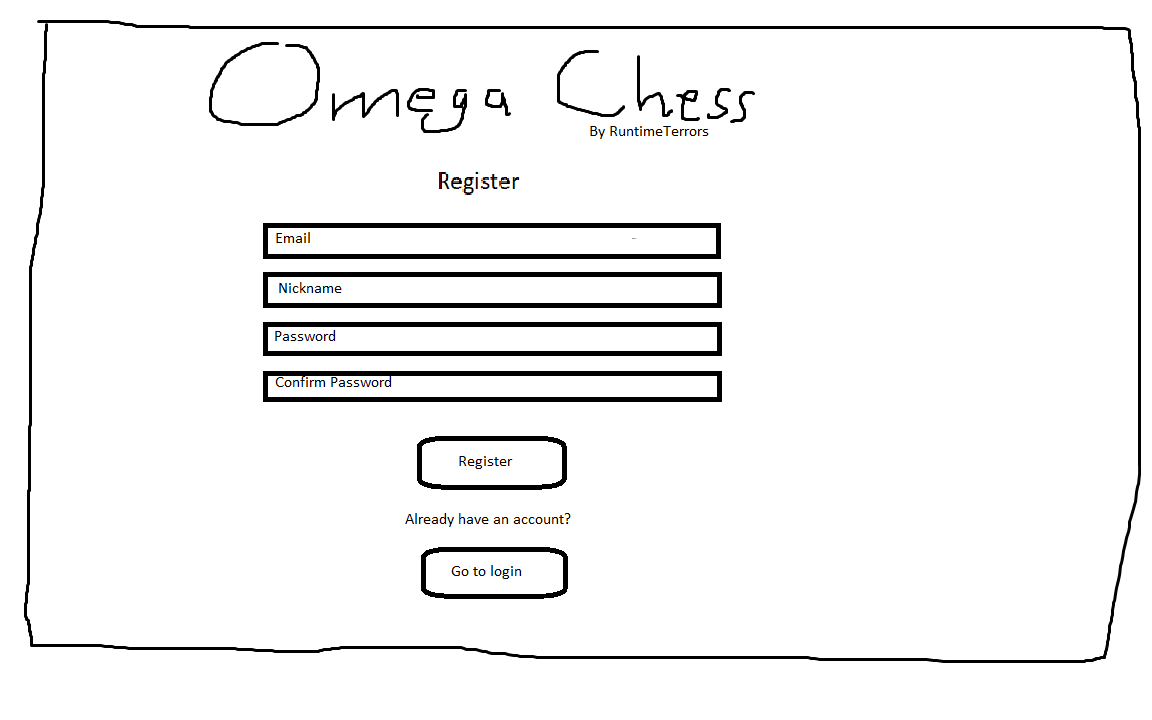 Omega Chess
By RuntimeTerrors
Register
Email
Nickname
Password
Confirm Password
Register
Already have an account?
Go to login